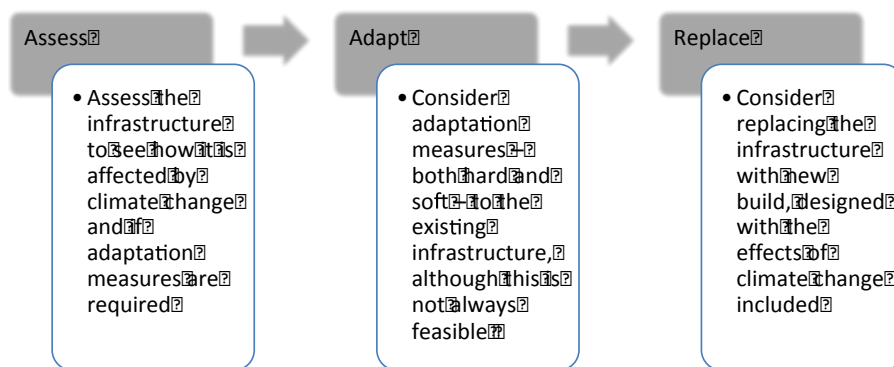 Assess
• Assess the
infrastructure
to see how it is
affected by
climate change
and if
adaptation
measures are
required
Adapt
• Consider
adaptation
measures – 
both hard and
soft – to the
existing
infrastructure,
although this is
not always
feasible
Replace
• Consider
replacing the
infrastructure
with new
build, designed
with the
effects of
climate change
included